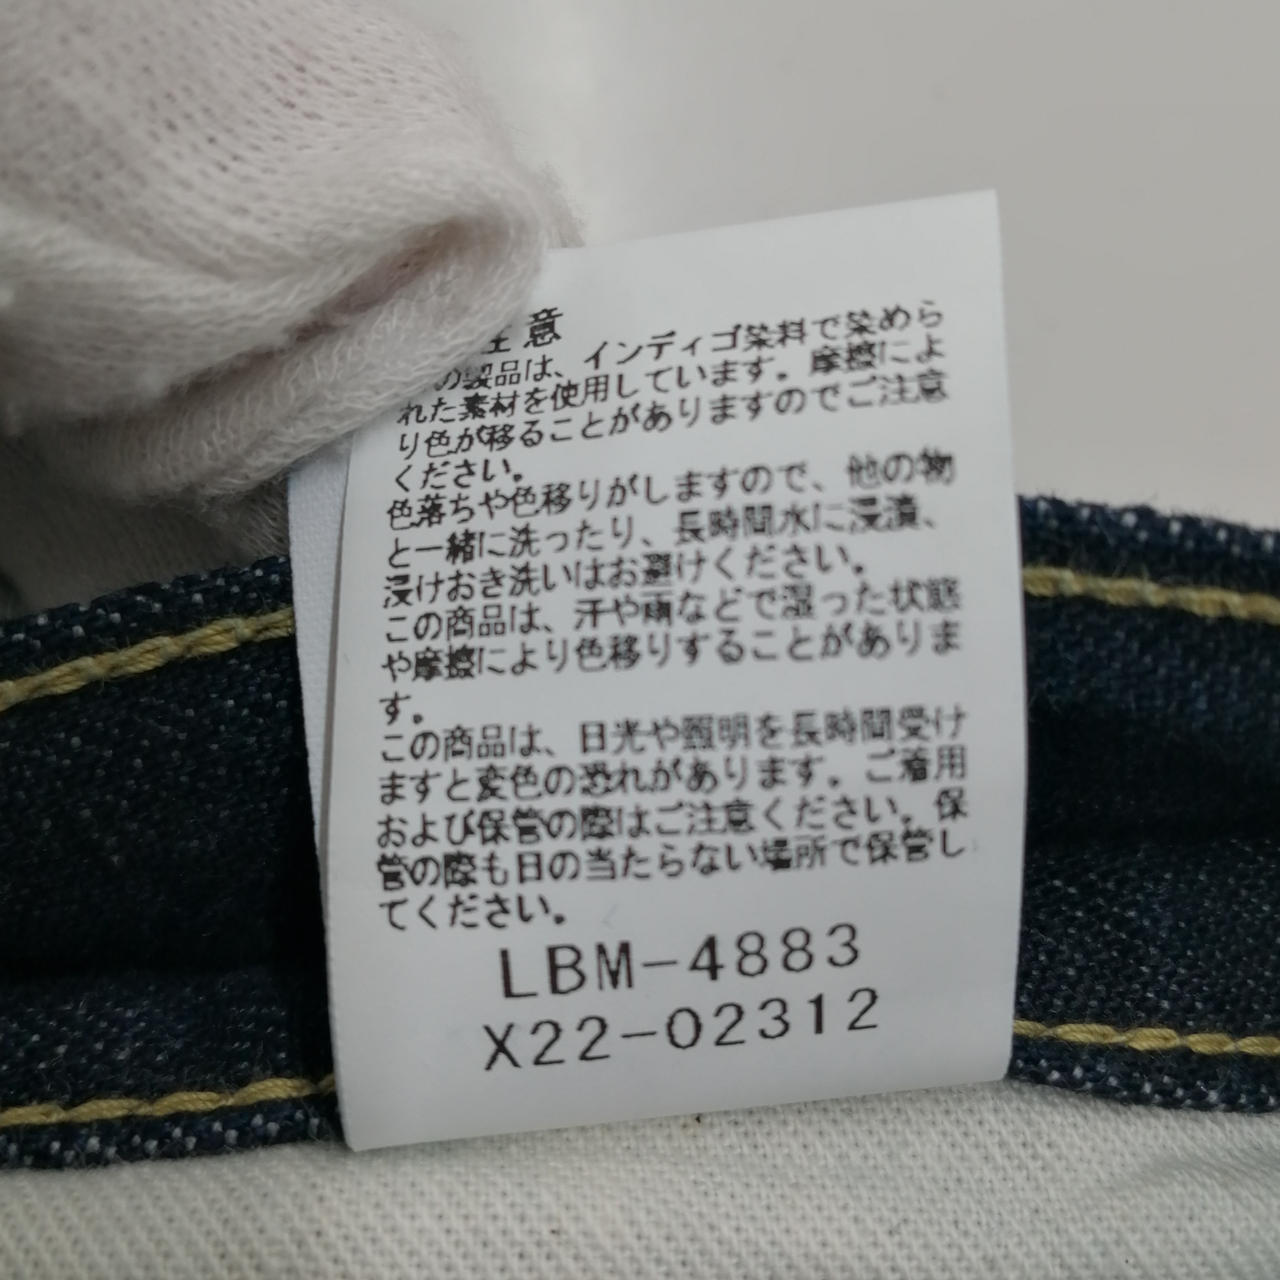 注意
の製品は、インディゴ染料で染めら
れた素材を使用しています。摩擦によ
り色が移ることがありますのでご注意
ください。
色落ちや色移りがしますので、他の物
と一緒に洗ったり、長時間水に浸漬、
浸けおき洗いはお避けください。
この商品は、汗や雨などで湿った状態
や摩擦により色移りすることがありま
す。
この商品は、日光や照明を長時間受け
ますと変色の恐れがあります。ご着用
および保管の際はご注意ください。保
管の際も日の当たらない場所で保管し
てください。
LBM-4883
X22-02312